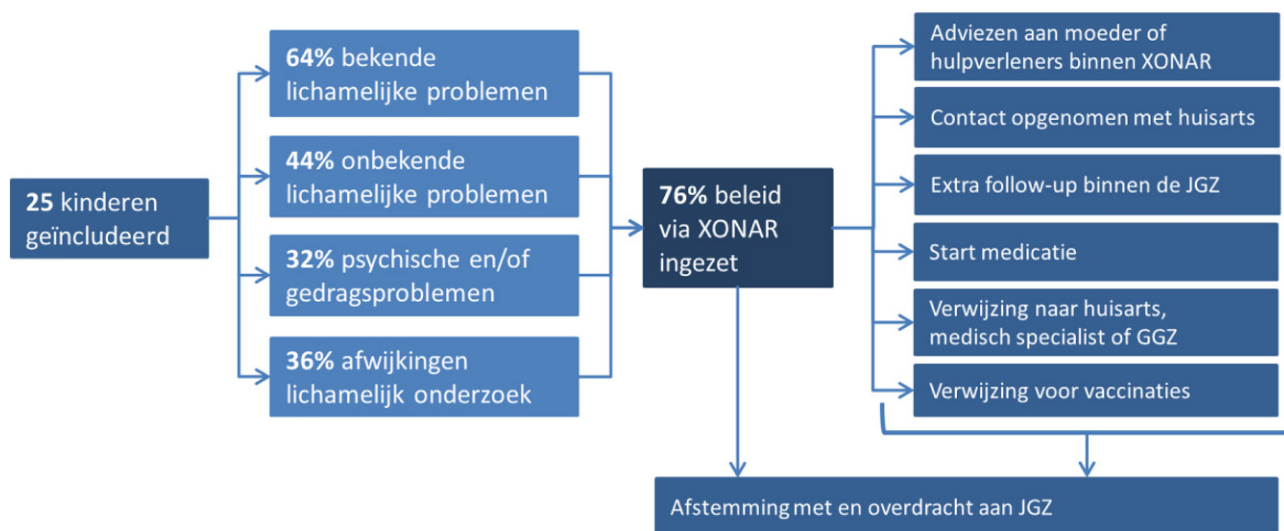 25 kinderen
geïncludeerd
64% bekende
lichamelijke problemen
44% onbekende
lichamelijke problemen
32% psychische en/of
gedragsproblemen
36% afwijkingen
lichamelijk onderzoek
76% beleid
via XONAR
ingezet
Adviezen aan moeder of
hulpverleners binnen XONAR
Contact opgenomen met huisarts
Extra follow-up binnen de JGZ
Start medicatie
Verwijzing naar huisarts,
medisch specialist of GGZ
Verwijzing voor vaccinaties
Afstemming met en overdracht aan JGZ